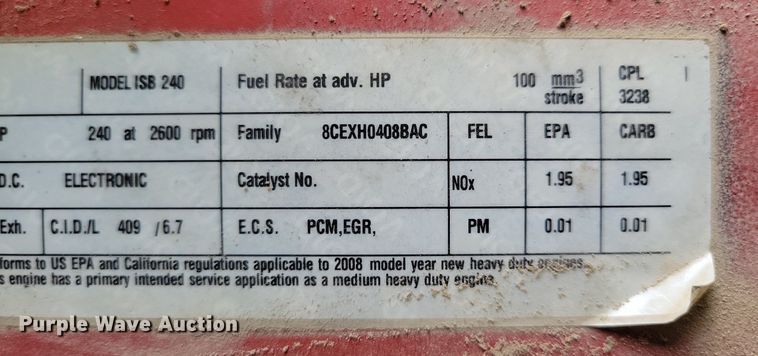 MODEL ISB 240 Fuel Rate at adv. HP 100 mm3 stroke CPL 3238
P 240 at 2600 rpm Family 8CEXH0408BAC FEL EPA CARB
D.C. ELECTRONIC Catalyst No. NOx 1.95 1.95
Exh. C.I.D./L 409 /6.7 E.C.S. PCM,EGR, PM 0.01 0.01
forms to US EPA and California regulations applicable to 2008 model year new heavy duty engines.
s engine has a primary intended service application as a medium heavy duty engine.
Purple Wave Auction